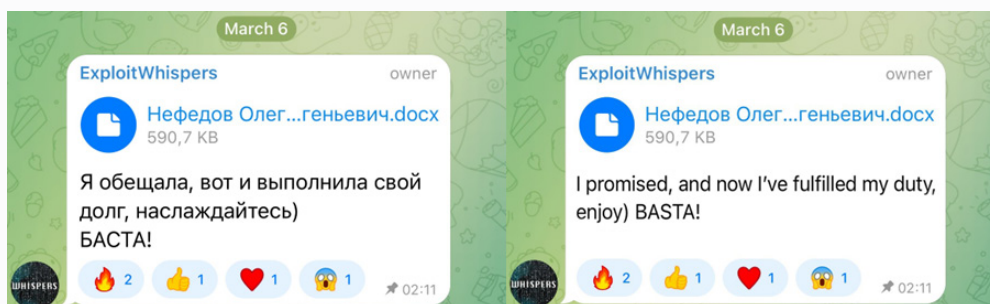 March 6
ExploitWhispers owner
Нефедов Олег...геньевич.docx
590,7 KB
Я обещала, вот и выполнила свой
долг, наслаждайтесь)
БАСТА!
2 1 1 1
02:11
WHISPERS
March 6
ExploitWhispers owner
Нефедов Олег...геньевич.docx
590,7 KB
I promised, and now I’ve fulfilled my duty,
enjoy) BASTA!
2 1 1 1
02:11
WHISPERS